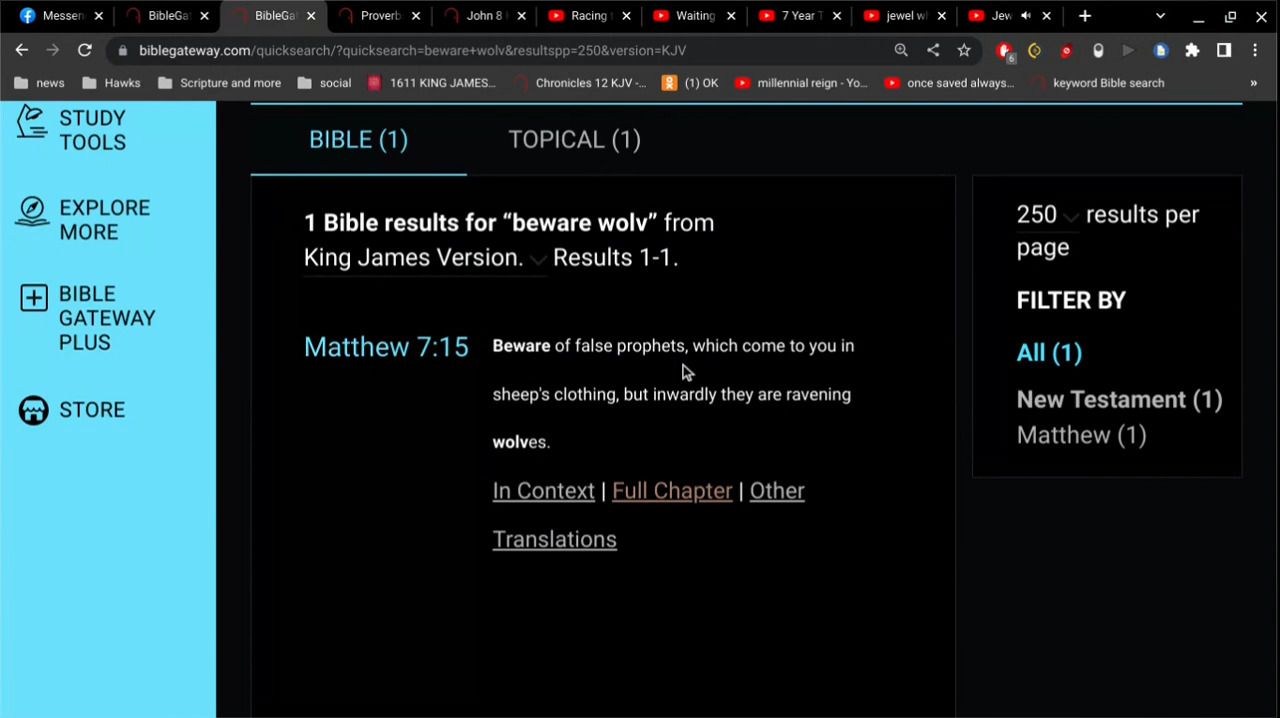 Messen
BibleGa
BibleGa
Proverb
John 8
Racing
Waiting
7 Year T
jewel w
Jew
biblegateway.com/quicksearch/?quicksearch=beware+wolv&resultspp=250&version=KJV
6
news
Hawks
Scripture and more
social
1611 KING JAMES...
Chronicles 12 KJV -...
(1) OK
millennial reign - Yo...
once saved always...
keyword Bible search
»
STUDY
TOOLS
EXPLORE
MORE
BIBLE
GATEWAY
PLUS
STORE
BIBLE (1)
TOPICAL (1)
1 Bible results for “beware wolv” from
King James Version. Results 1-1.
Matthew 7:15
Beware of false prophets, which come to you in
sheep's clothing, but inwardly they are ravening
wolves.
In Context | Full Chapter | Other
Translations
250 results per
page
FILTER BY
All (1)
New Testament (1)
Matthew (1)